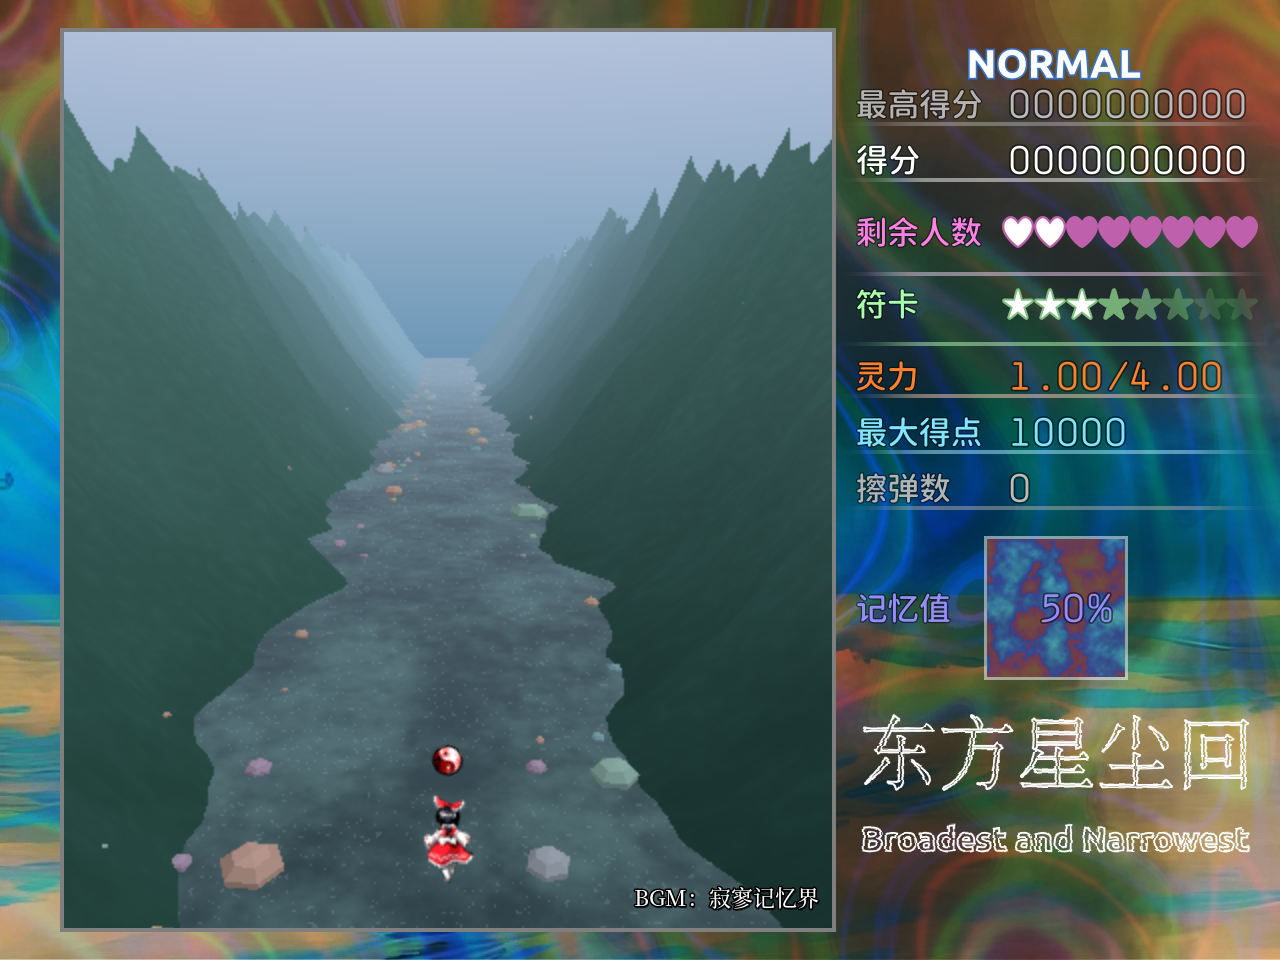 NORMAL
最高得分 0000000000
得分 0000000000
剩余人数
符卡
灵力 1.00/4.00
最大得点 10000
擦弹数 0
记忆值 50%
东方星尘回
Broadest and Narrowest
BGM：寂寥记忆界